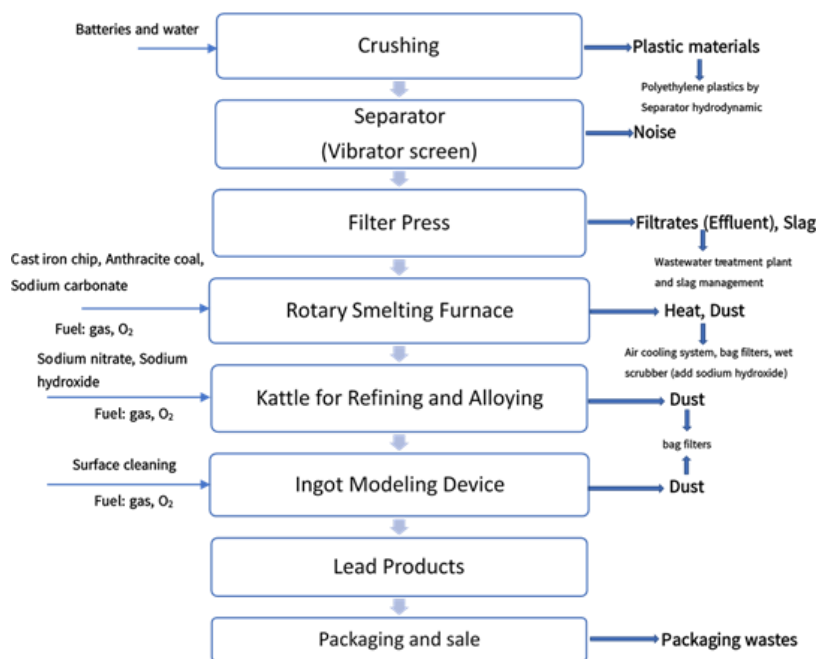 Batteries and water
Crushing
Plastic materials
Polyethylene plastics by
Separator hydrodynamic
Separator
(Vibrator screen)
Noise
Filter Press
Filtrates (Effluent), Slag
Wastewater treatment plant
and slag management
Cast iron chip, Anthracite coal,
Sodium carbonate
Fuel: gas, O₂
Rotary Smelting Furnace
Heat, Dust
Air cooling system, bag filters, wet
scrubber (add sodium hydroxide)
Sodium nitrate, Sodium
hydroxide
Fuel: gas, O₂
Kattle for Refining and Alloying
Dust
bag filters
Surface cleaning
Fuel: gas, O₂
Ingot Modeling Device
Dust
Lead Products
Packaging and sale
Packaging wastes